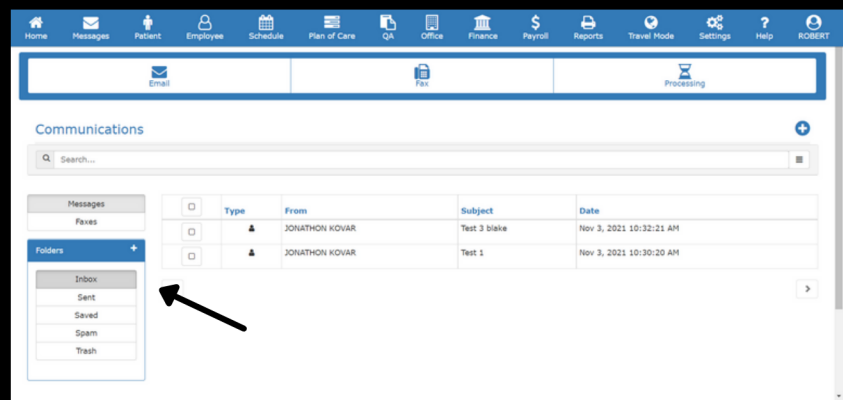 Home Messages Patient Employee Schedule Plan of Care QA Office Finance Payroll Reports Travel Mode Settings Help ROBERT
Email Fax Processing
Communications
Search...
Messages
Faxes
Folders
Inbox
Sent
Saved
Spam
Trash
Type From Subject Date
JONATHON KOVAR Test 3 blake Nov 3, 2021 10:32:21 AM
JONATHON KOVAR Test 1 Nov 3, 2021 10:30:20 AM